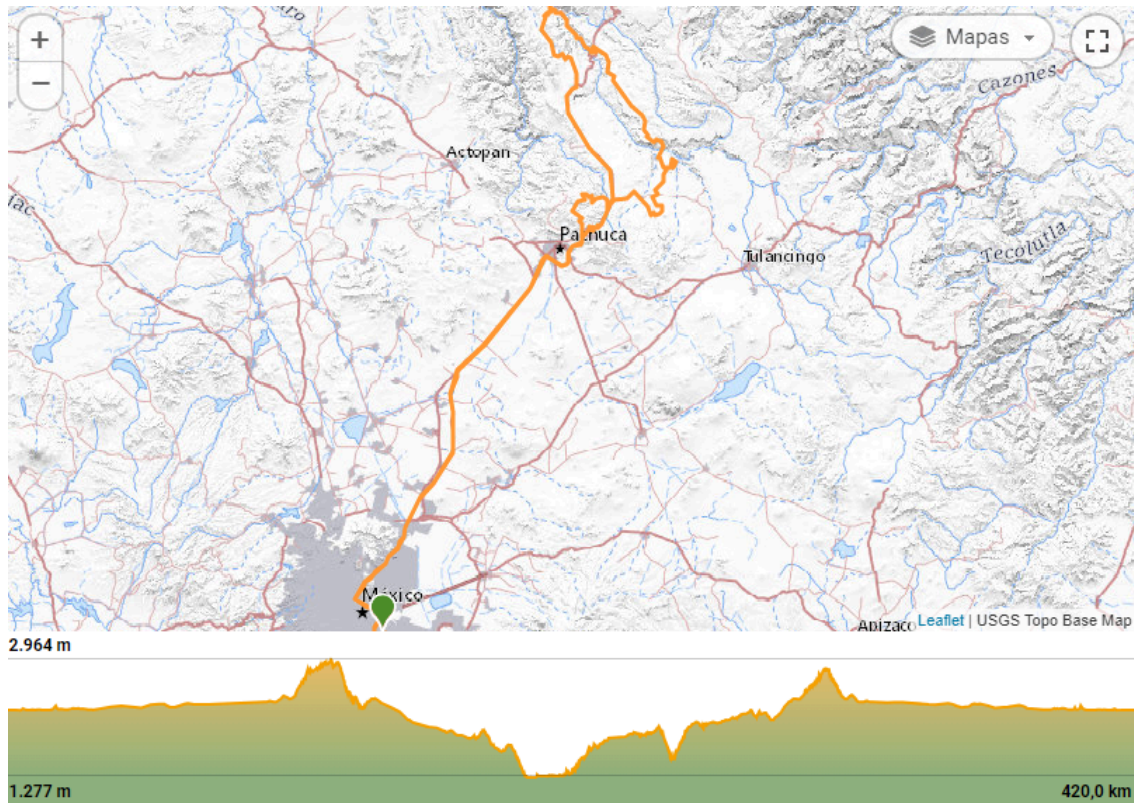 +
Mapas
−
Cazones
Actopan
Pachuca
Tecolutla
Tulancingo
México
Apizaco
Leaflet | USGS Topo Base Map
2.964 m
1.277 m
420,0 km